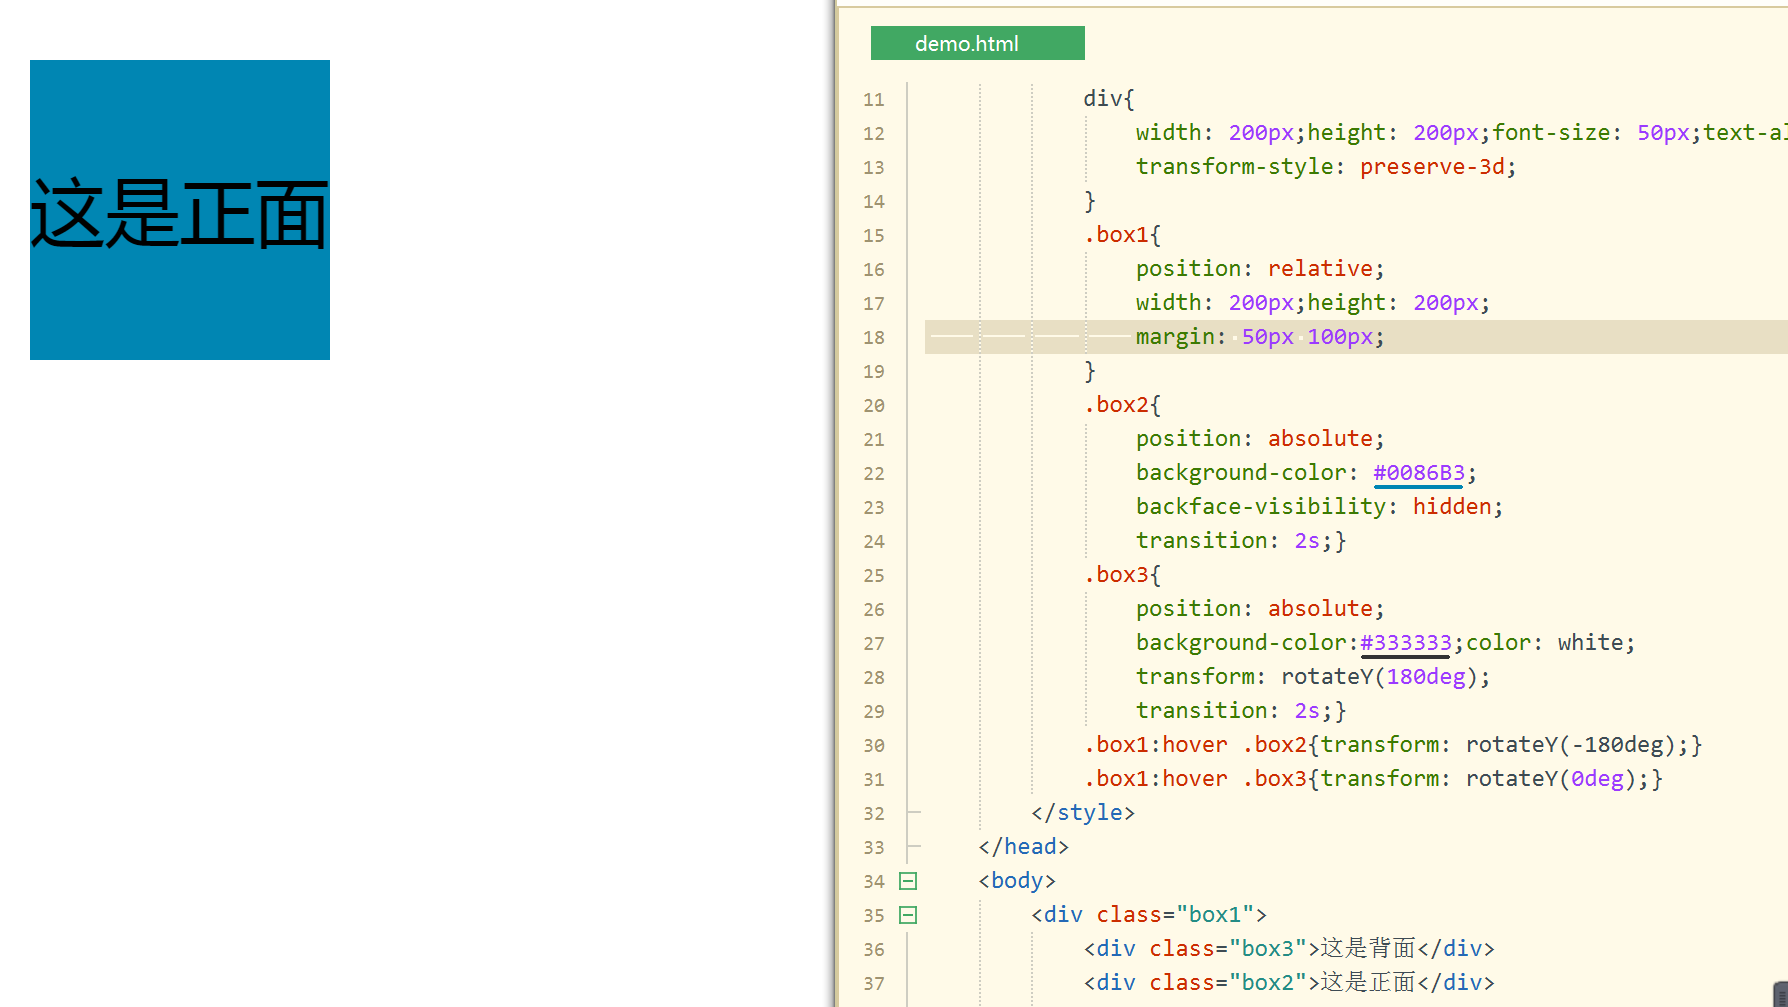 这是正面
demo.html
11 div{
12 width: 200px;height: 200px;font-size: 50px;text-al
13 transform-style: preserve-3d;
14 }
15 .box1{
16 position: relative;
17 width: 200px;height: 200px;
18 margin: 50px 100px;
19 }
20 .box2{
21 position: absolute;
22 background-color: #0086B3;
23 backface-visibility: hidden;
24 transition: 2s;}
25 .box3{
26 position: absolute;
27 background-color:#333333;color: white;
28 transform: rotateY(180deg);
29 transition: 2s;}
30 .box1:hover .box2{transform: rotateY(-180deg);}
31 .box1:hover .box3{transform: rotateY(0deg);}
32 </style>
33 </head>
34 <body>
35 <div class="box1">
36 <div class="box3">这是背面</div>
37 <div class="box2">这是正面</div>